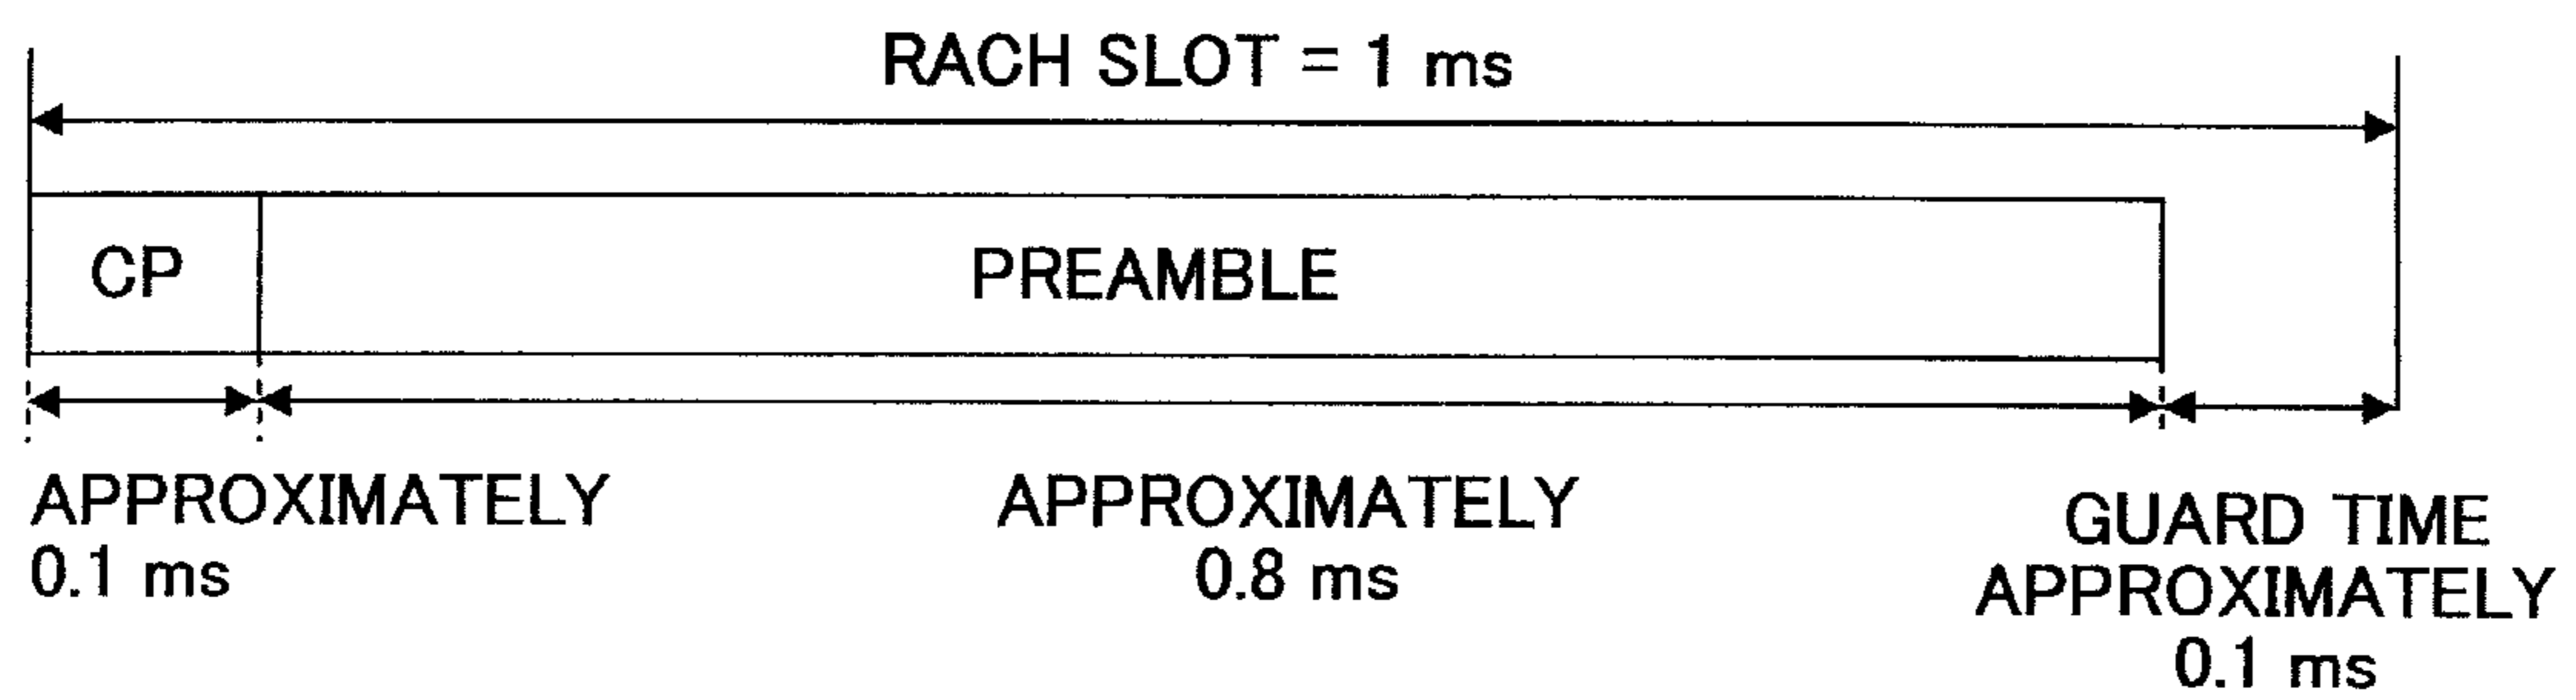 RACH SLOT = 1 ms
CP
PREAMBLE
APPROXIMATELY
0.1 ms
APPROXIMATELY
0.8 ms
GUARD TIME
APPROXIMATELY
0.1 ms